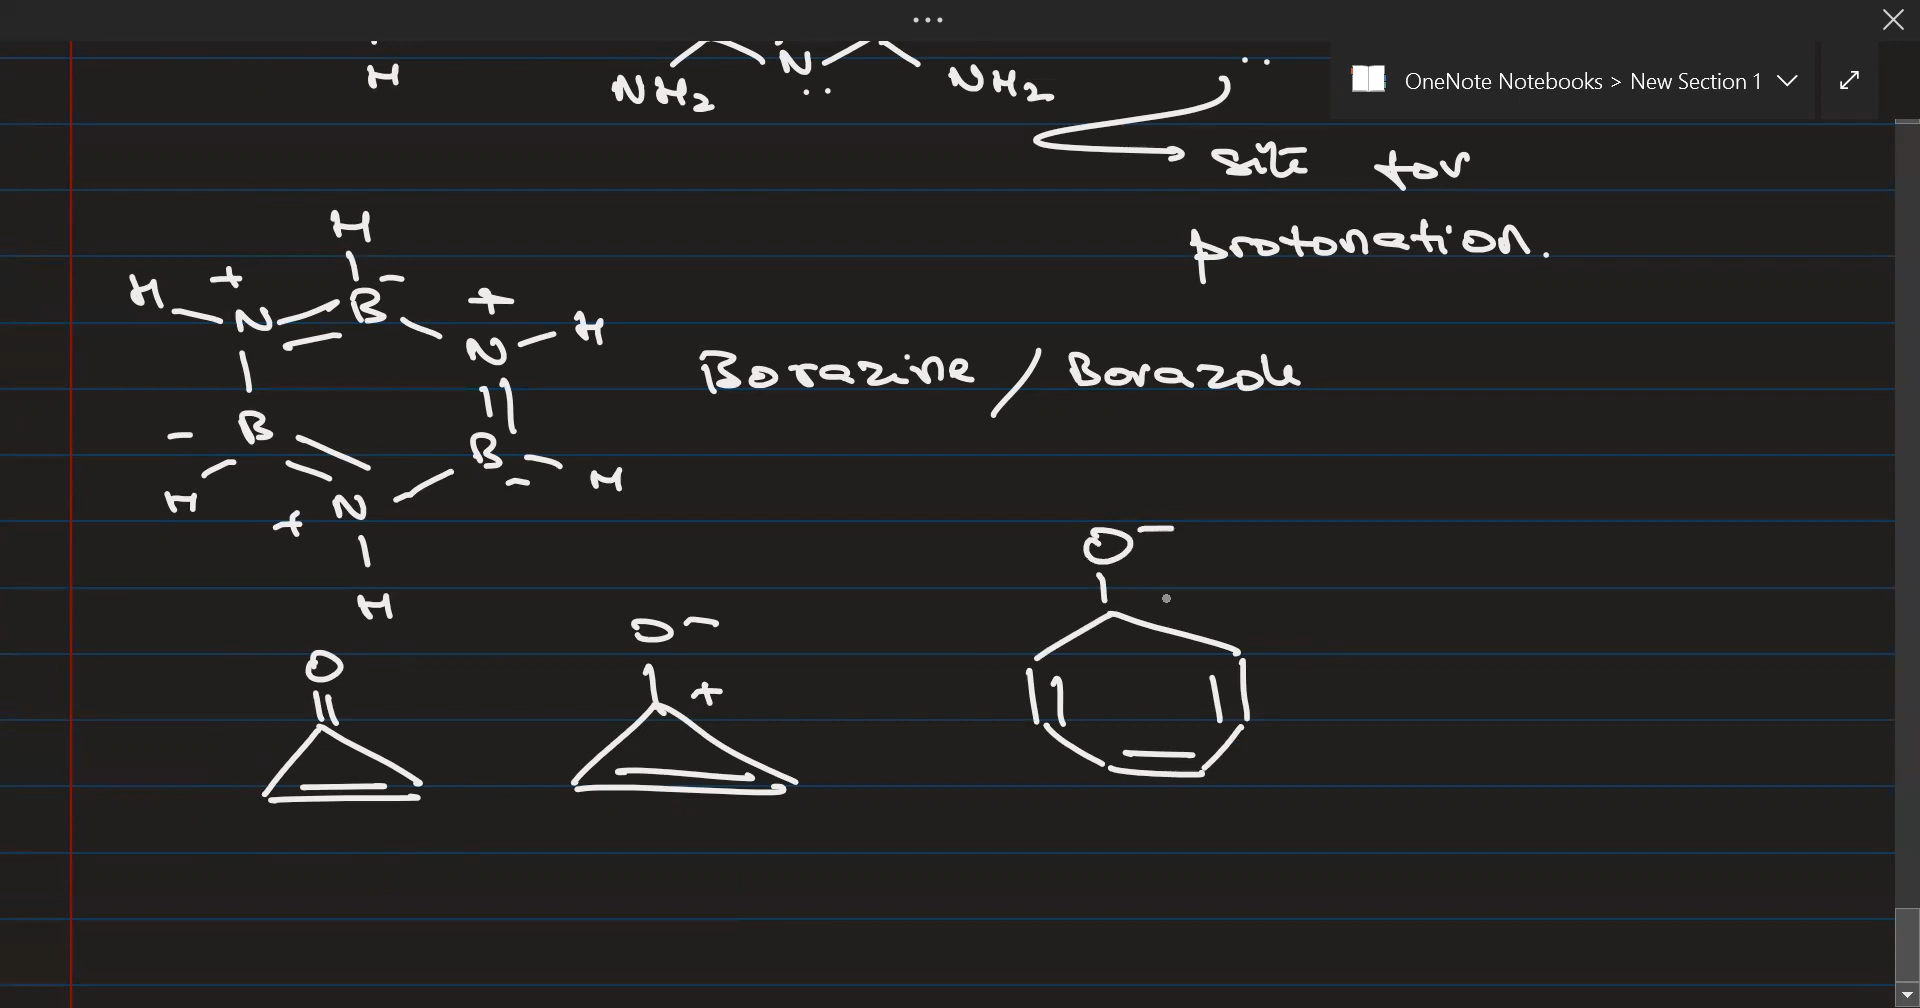 OneNote Notebooks > New Section 1
H
NH2 N NH2
site for
protonation.
H
H + B -
N + H
N
Borazine / Borazole
- B
B H
H N -
+
H
O -
O
O -
+